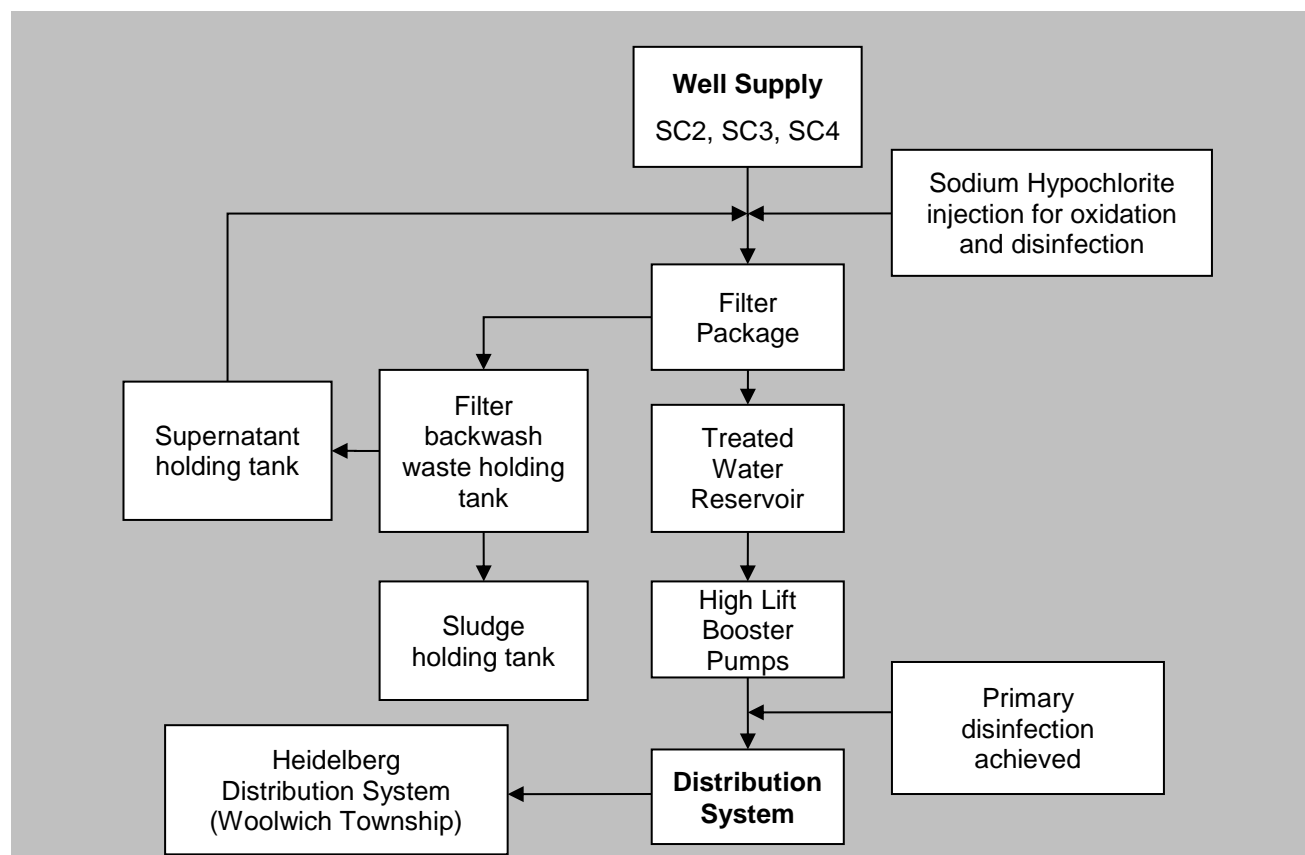 Well Supply
SC2, SC3, SC4
Sodium Hypochlorite
injection for oxidation
and disinfection
Filter
Package
Supernatant
holding tank
Filter
backwash
waste holding
tank
Treated
Water
Reservoir
Sludge
holding tank
High Lift
Booster
Pumps
Primary
disinfection
achieved
Heidelberg
Distribution System
(Woolwich Township)
Distribution
System